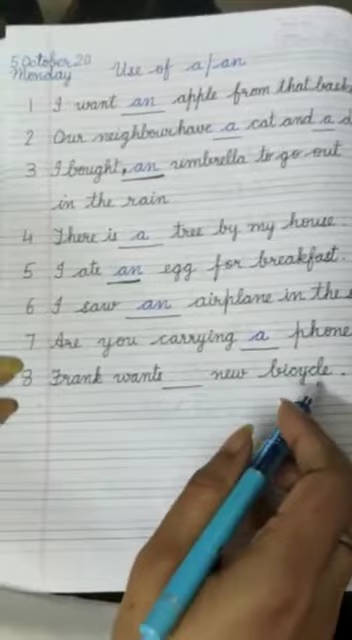 5 October 20
Monday
Use of a/an
1 I want an apple from that
2 Our neighbour have a cat and a
3 I bought, an umbrella to go out
in the rain
4 There is a tree by my house.
5 I ate an egg for breakfast.
6 I saw an airplane in the
7 Are you carrying a phone
8 Frank wants ___ new bicycle.